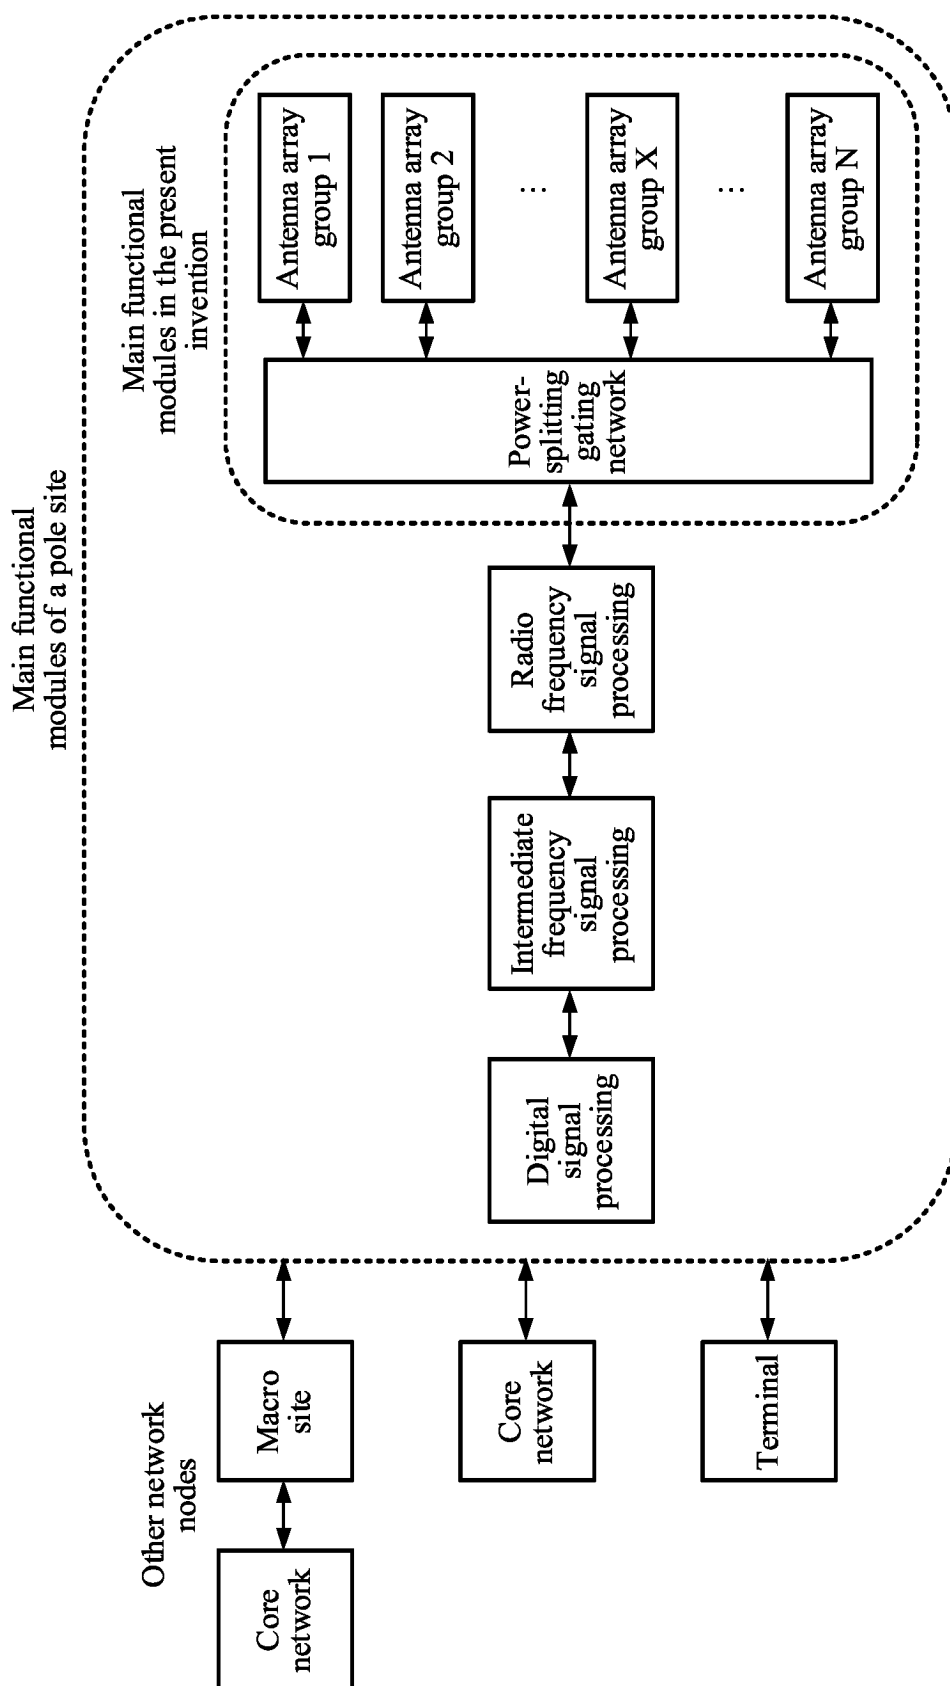 Main functional
modules of a pole site
Main functional
modules in the present
invention
Other network
nodes
Core
network
Macro
site
Core
network
Terminal
Digital
signal
processing
Intermediate
frequency
signal
processing
Radio
frequency
signal
processing
Power-
splitting
gating
network
Antenna array
group 1
Antenna array
group 2
...
Antenna array
group X
...
Antenna array
group N